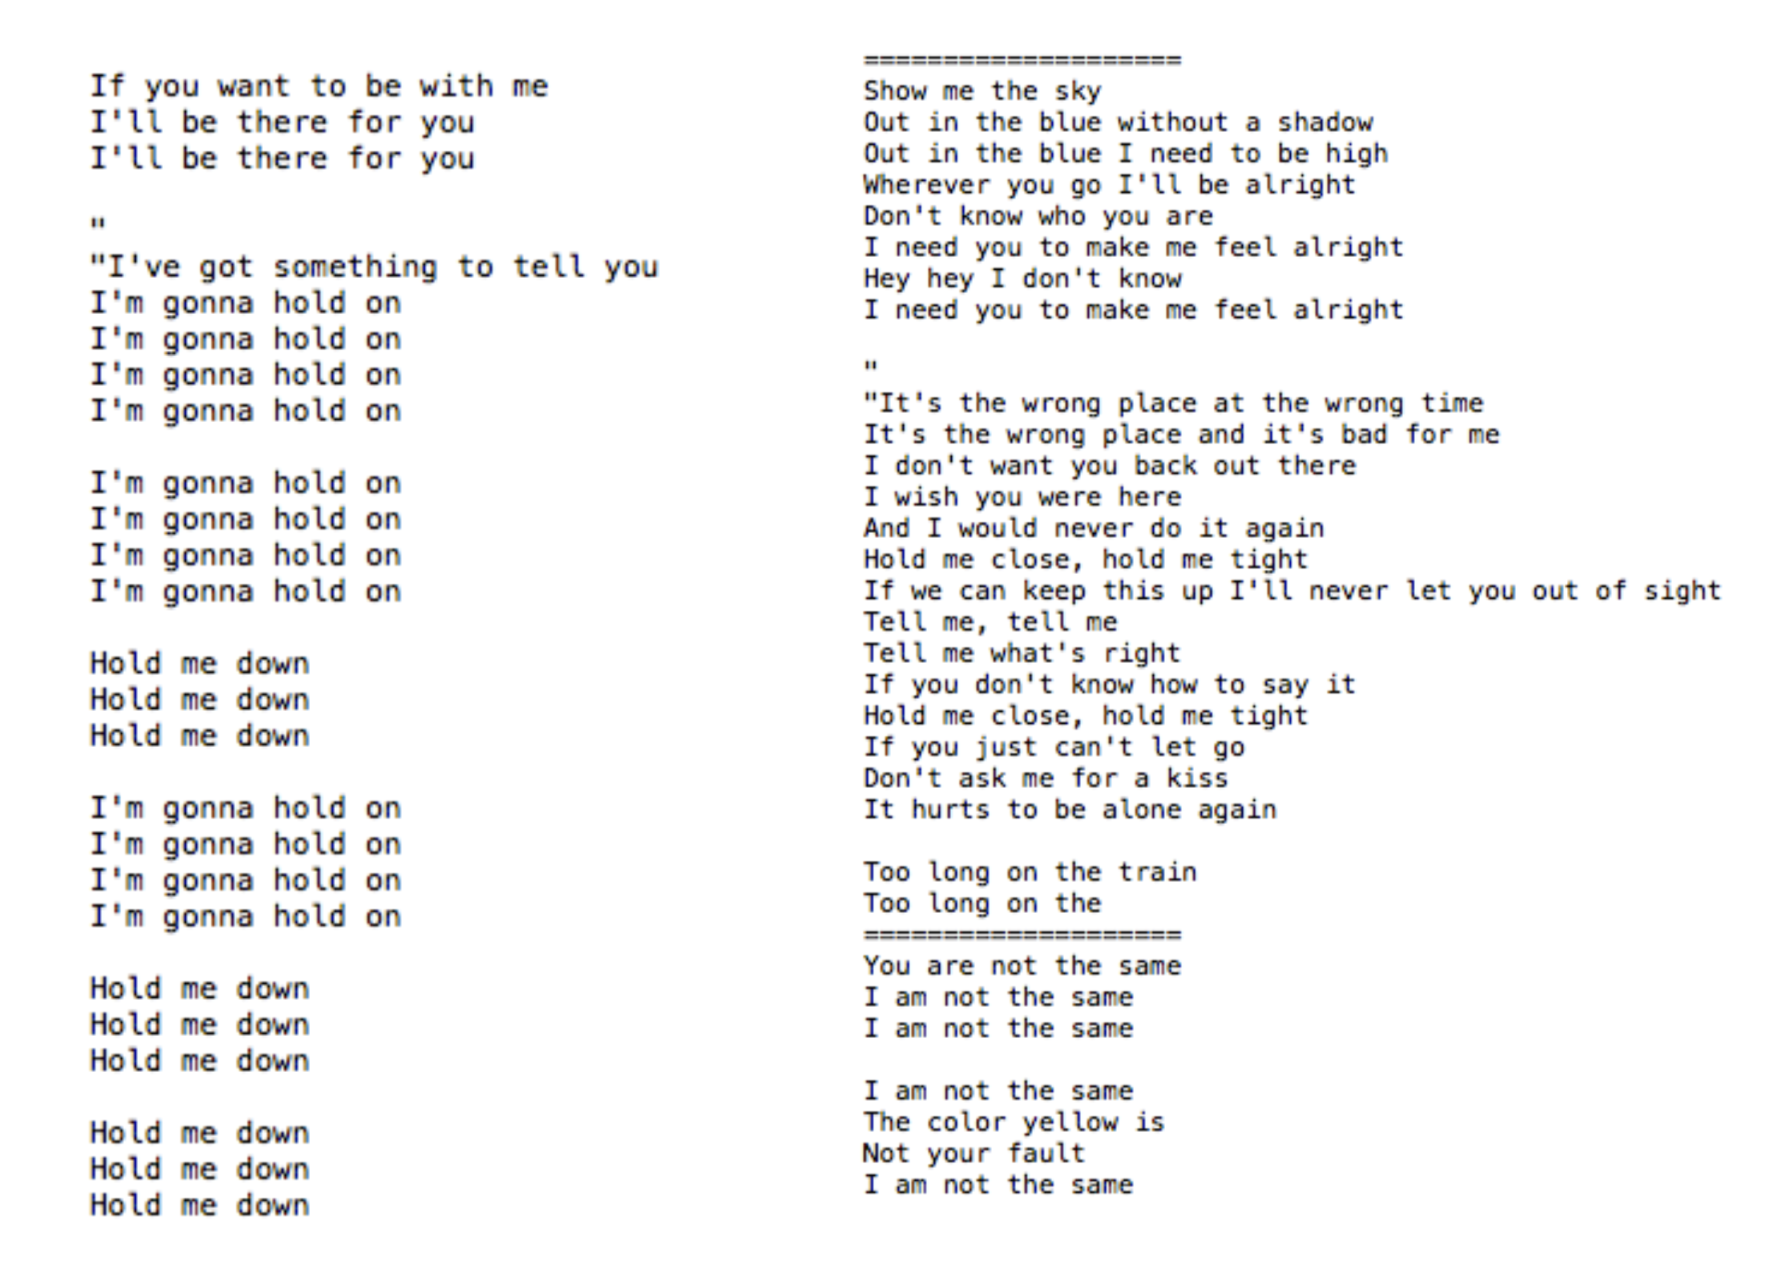 If you want to be with me
I'll be there for you
I'll be there for you

"
"I've got something to tell you
I'm gonna hold on
I'm gonna hold on
I'm gonna hold on
I'm gonna hold on

I'm gonna hold on
I'm gonna hold on
I'm gonna hold on
I'm gonna hold on

Hold me down
Hold me down
Hold me down

I'm gonna hold on
I'm gonna hold on
I'm gonna hold on
I'm gonna hold on

Hold me down
Hold me down
Hold me down

Hold me down
Hold me down
Hold me down

====================
Show me the sky
Out in the blue without a shadow
Out in the blue I need to be high
Wherever you go I'll be alright
Don't know who you are
I need you to make me feel alright
Hey hey I don't know
I need you to make me feel alright

"
"It's the wrong place at the wrong time
It's the wrong place and it's bad for me
I don't want you back out there
I wish you were here
And I would never do it again
Hold me close, hold me tight
If we can keep this up I'll never let you out of sight
Tell me, tell me
Tell me what's right
If you don't know how to say it
Hold me close, hold me tight
If you just can't let go
Don't ask me for a kiss
It hurts to be alone again

Too long on the train
Too long on the
====================
You are not the same
I am not the same
I am not the same

I am not the same
The color yellow is
Not your fault
I am not the same